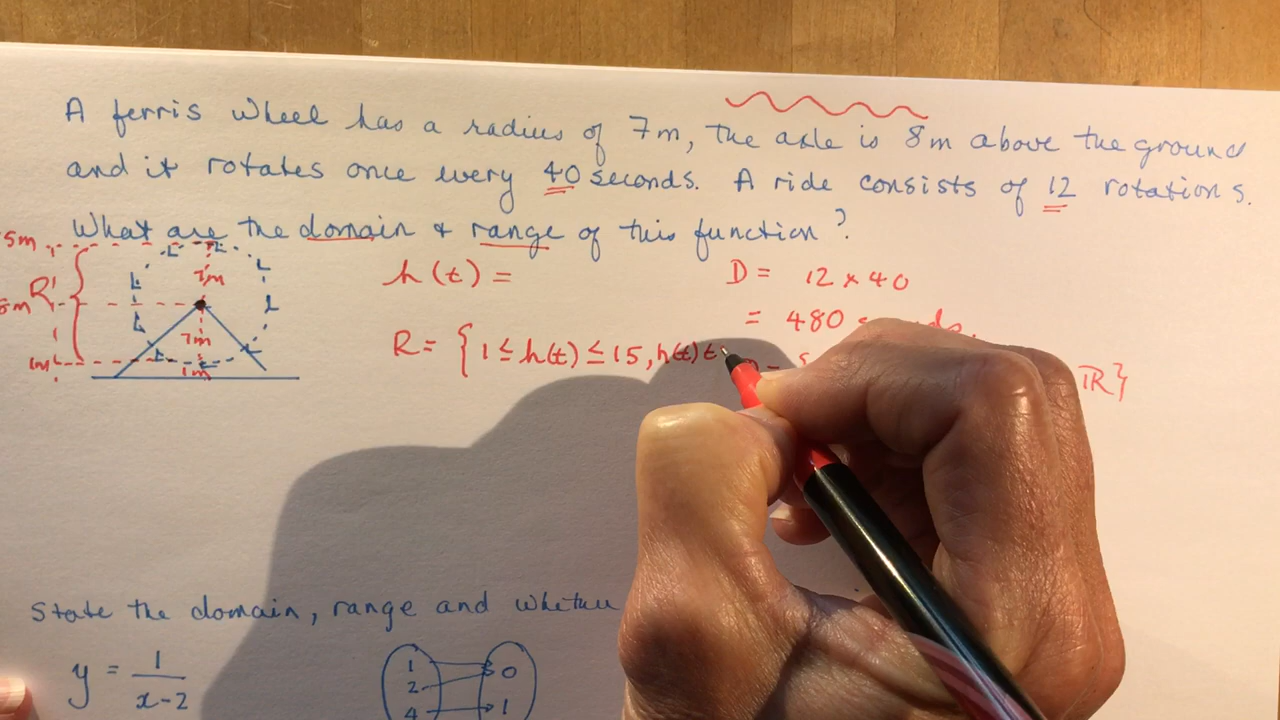 A ferris wheel has a radius of 7m, the axle is 8m above the ground
and it rotates once every 40 seconds. A ride consists of 12 rotations.
What are the domain & range of this function?
5m
7m
R
8m
7m
1m
1m
h(t) =
D = 12 x 40
= 480
R = { 1 ≤ h(t) ≤ 15, h(t) ϵ
ℝ}
State the domain, range and whether
y = 1/(x-2)
1
2
4
0
1